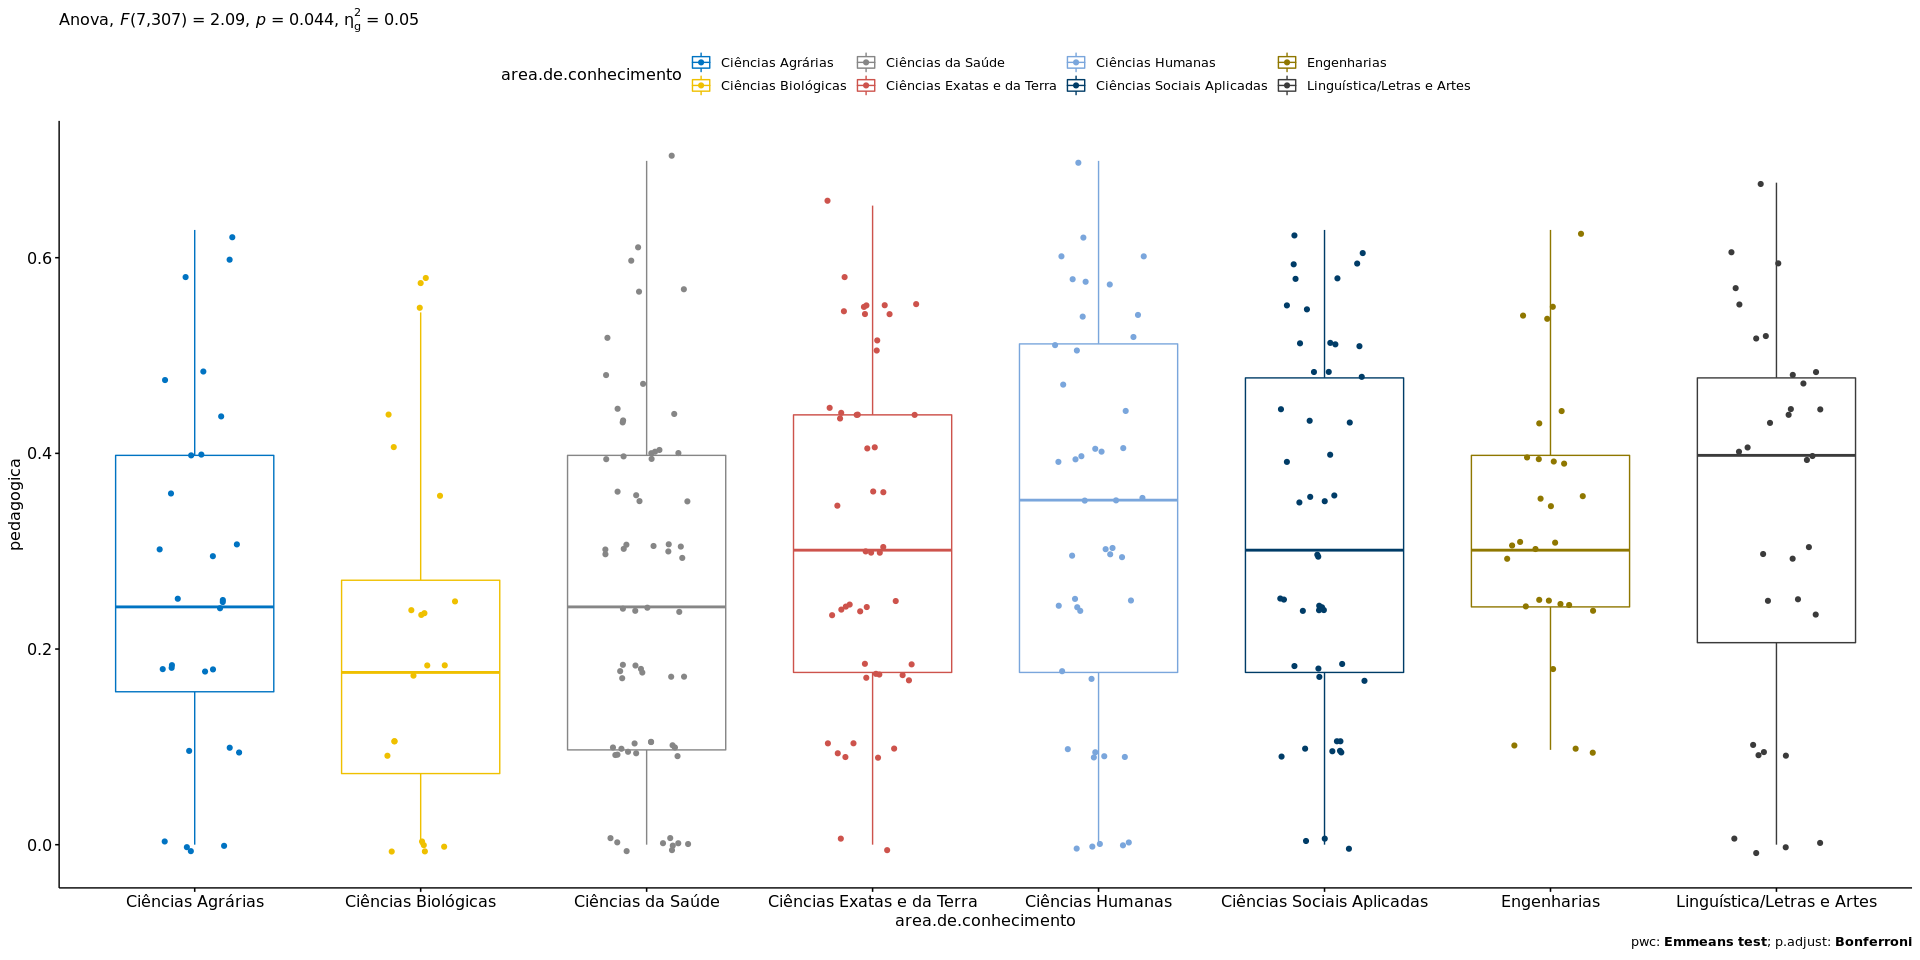 Anova, F(7,307) = 2.09, p = 0.044, η²g = 0.05
area.de.conhecimento
Ciências Agrárias
Ciências da Saúde
Ciências Humanas
Engenharias
Ciências Biológicas
Ciências Exatas e da Terra
Ciências Sociais Aplicadas
Linguística/Letras e Artes
pedagogica
0.6
0.4
0.2
0.0
Ciências Agrárias
Ciências Biológicas
Ciências da Saúde
Ciências Exatas e da Terra
Ciências Humanas
Ciências Sociais Aplicadas
Engenharias
Linguística/Letras e Artes
area.de.conhecimento
pwc: Emmeans test; p.adjust: Bonferroni